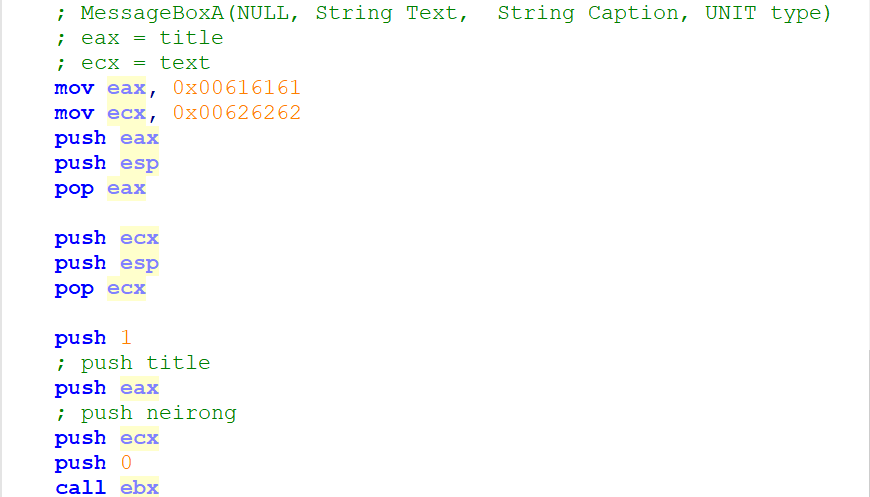 ; MessageBoxA(NULL, String Text,  String Caption, UNIT type)
; eax = title
; ecx = text
mov eax, 0x00616161
mov ecx, 0x00626262
push eax
push esp
pop eax
push ecx
push esp
pop ecx
push 1
; push title
push eax
; push neirong
push ecx
push 0
call ebx